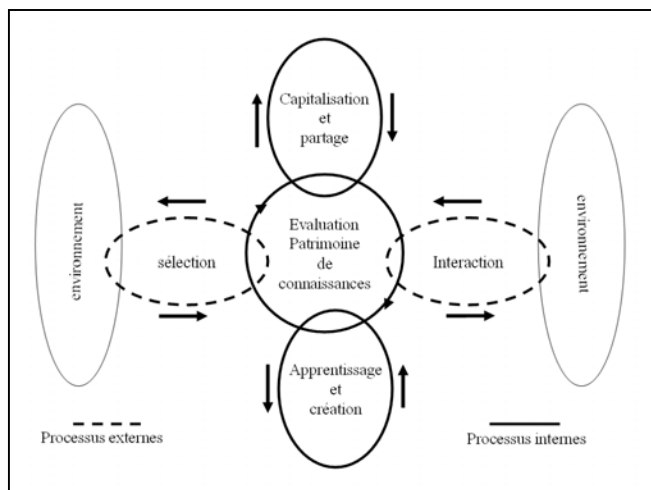 Capitalisation
et
partage
environnement
sélection
Evaluation
Patrimoine
de
connaissances
Interaction
environnement
Apprentissage
et
création
Processus externes
Processus internes